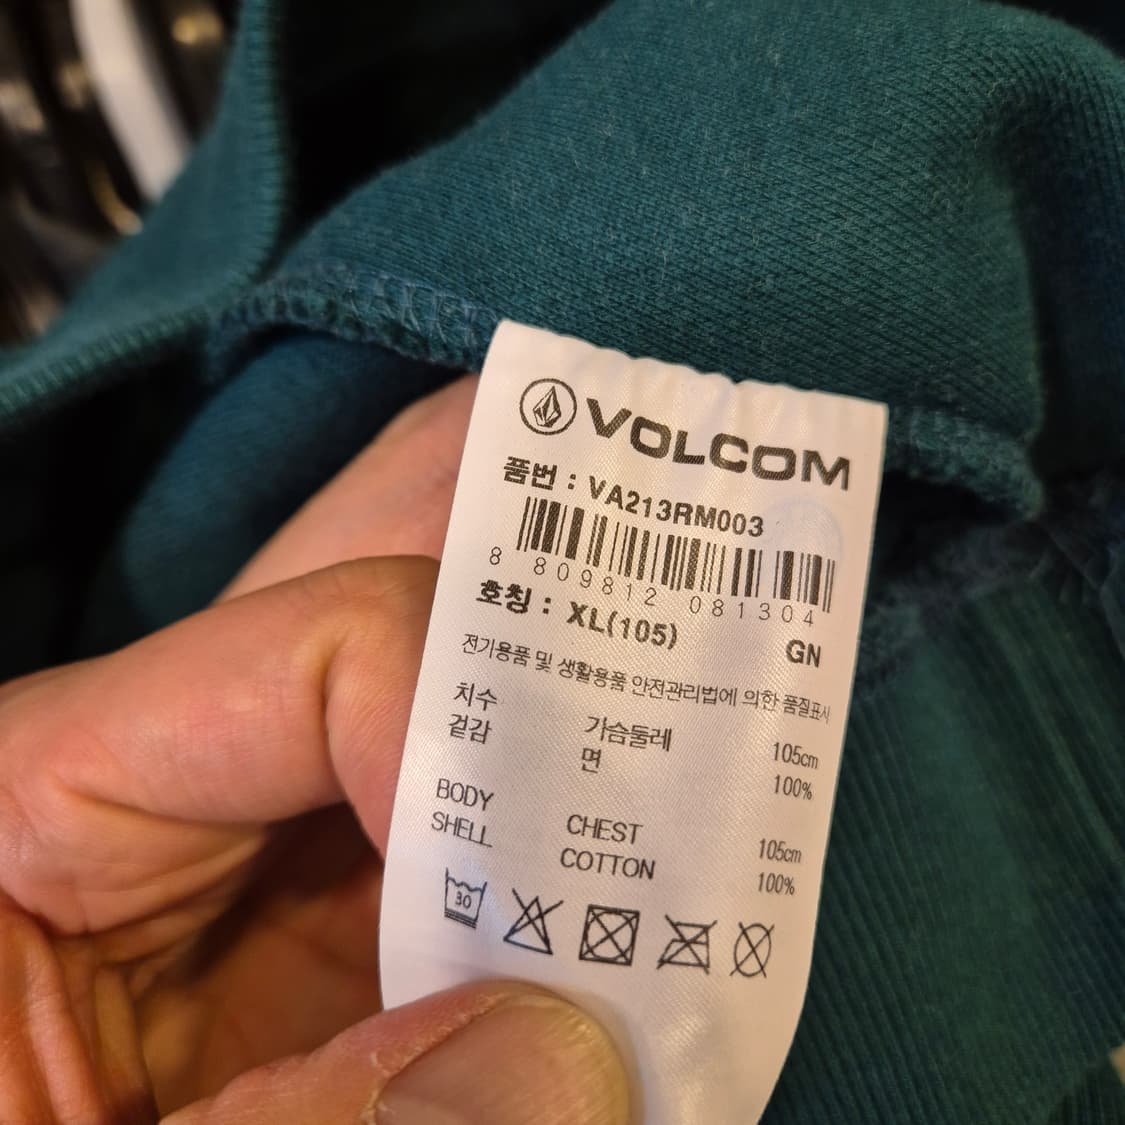 VOLCOM
품번 : VA213RM003
8 809812 081304
호칭 : XL(105) GN
전기용품 및 생활용품 안전관리법에 의한 품질표시
치수 가슴둘레 105cm
겉감 면 100%
BODY CHEST 105cm
SHELL COTTON 100%
30